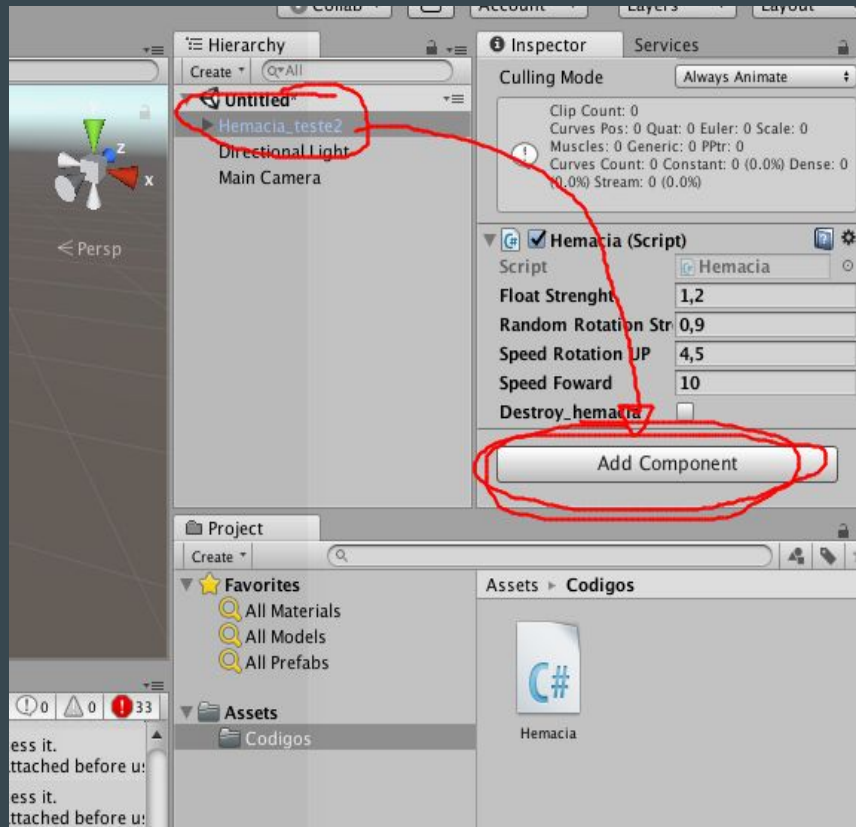 Collab
Account
Layers
Layout
Hierarchy
Create
All
Untitled*
Hemacia_teste2
Directional Light
Main Camera
y
z
x
Persp
Inspector
Services
Culling Mode
Always Animate
Clip Count: 0
Curves Pos: 0 Quat: 0 Euler: 0 Scale: 0
Muscles: 0 Generic: 0 PPtr: 0
Curves Count: 0 Constant: 0 (0.0%) Dense: 0
(0.0%) Stream: 0 (0.0%)
Hemacia (Script)
Script
Hemacia
Float Strenght
1,2
Random Rotation Str
0,9
Speed Rotation UP
4,5
Speed Foward
10
Destroy_hemacia
Add Component
Project
Create
Favorites
All Materials
All Models
All Prefabs
Assets
Codigos
Assets ▸ Codigos
C#
Hemacia
0 0 33
ess it.
ttached before us
ess it.
ttached before us